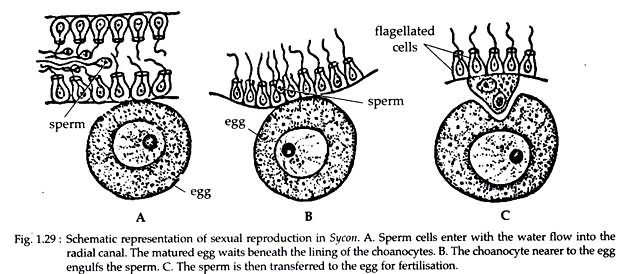 flagellated
cells
sperm
sperm
egg
egg
A
B
C
Fig. 1.29 : Schematic representation of sexual reproduction in Sycon. A. Sperm cells enter with the water flow into the
radial canal. The matured egg waits beneath the lining of the choanocytes. B. The choanocyte nearer to the egg
engulfs the sperm. C. The sperm is then transferred to the egg for fertilisation.